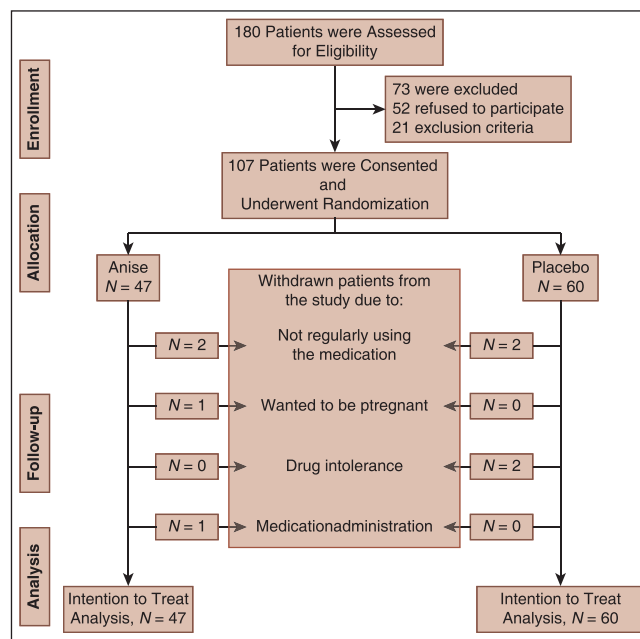 180 Patients were Assessed
for Eligibility
Enrollment
73 were excluded
52 refused to participate
21 exclusion criteria
107 Patients were Consented
and
Underwent Randomization
Allocation
Anise
N = 47
Placebo
N = 60
Withdrawn patients from
the study due to:
N = 2
Not regularly using
the medication
N = 2
Follow-up
N = 1
Wanted to be ptregnant
N = 0
N = 0
Drug intolerance
N = 2
N = 1
Medicationadministration
N = 0
Analysis
Intention to Treat
Analysis, N = 47
Intention to Treat
Analysis, N = 60